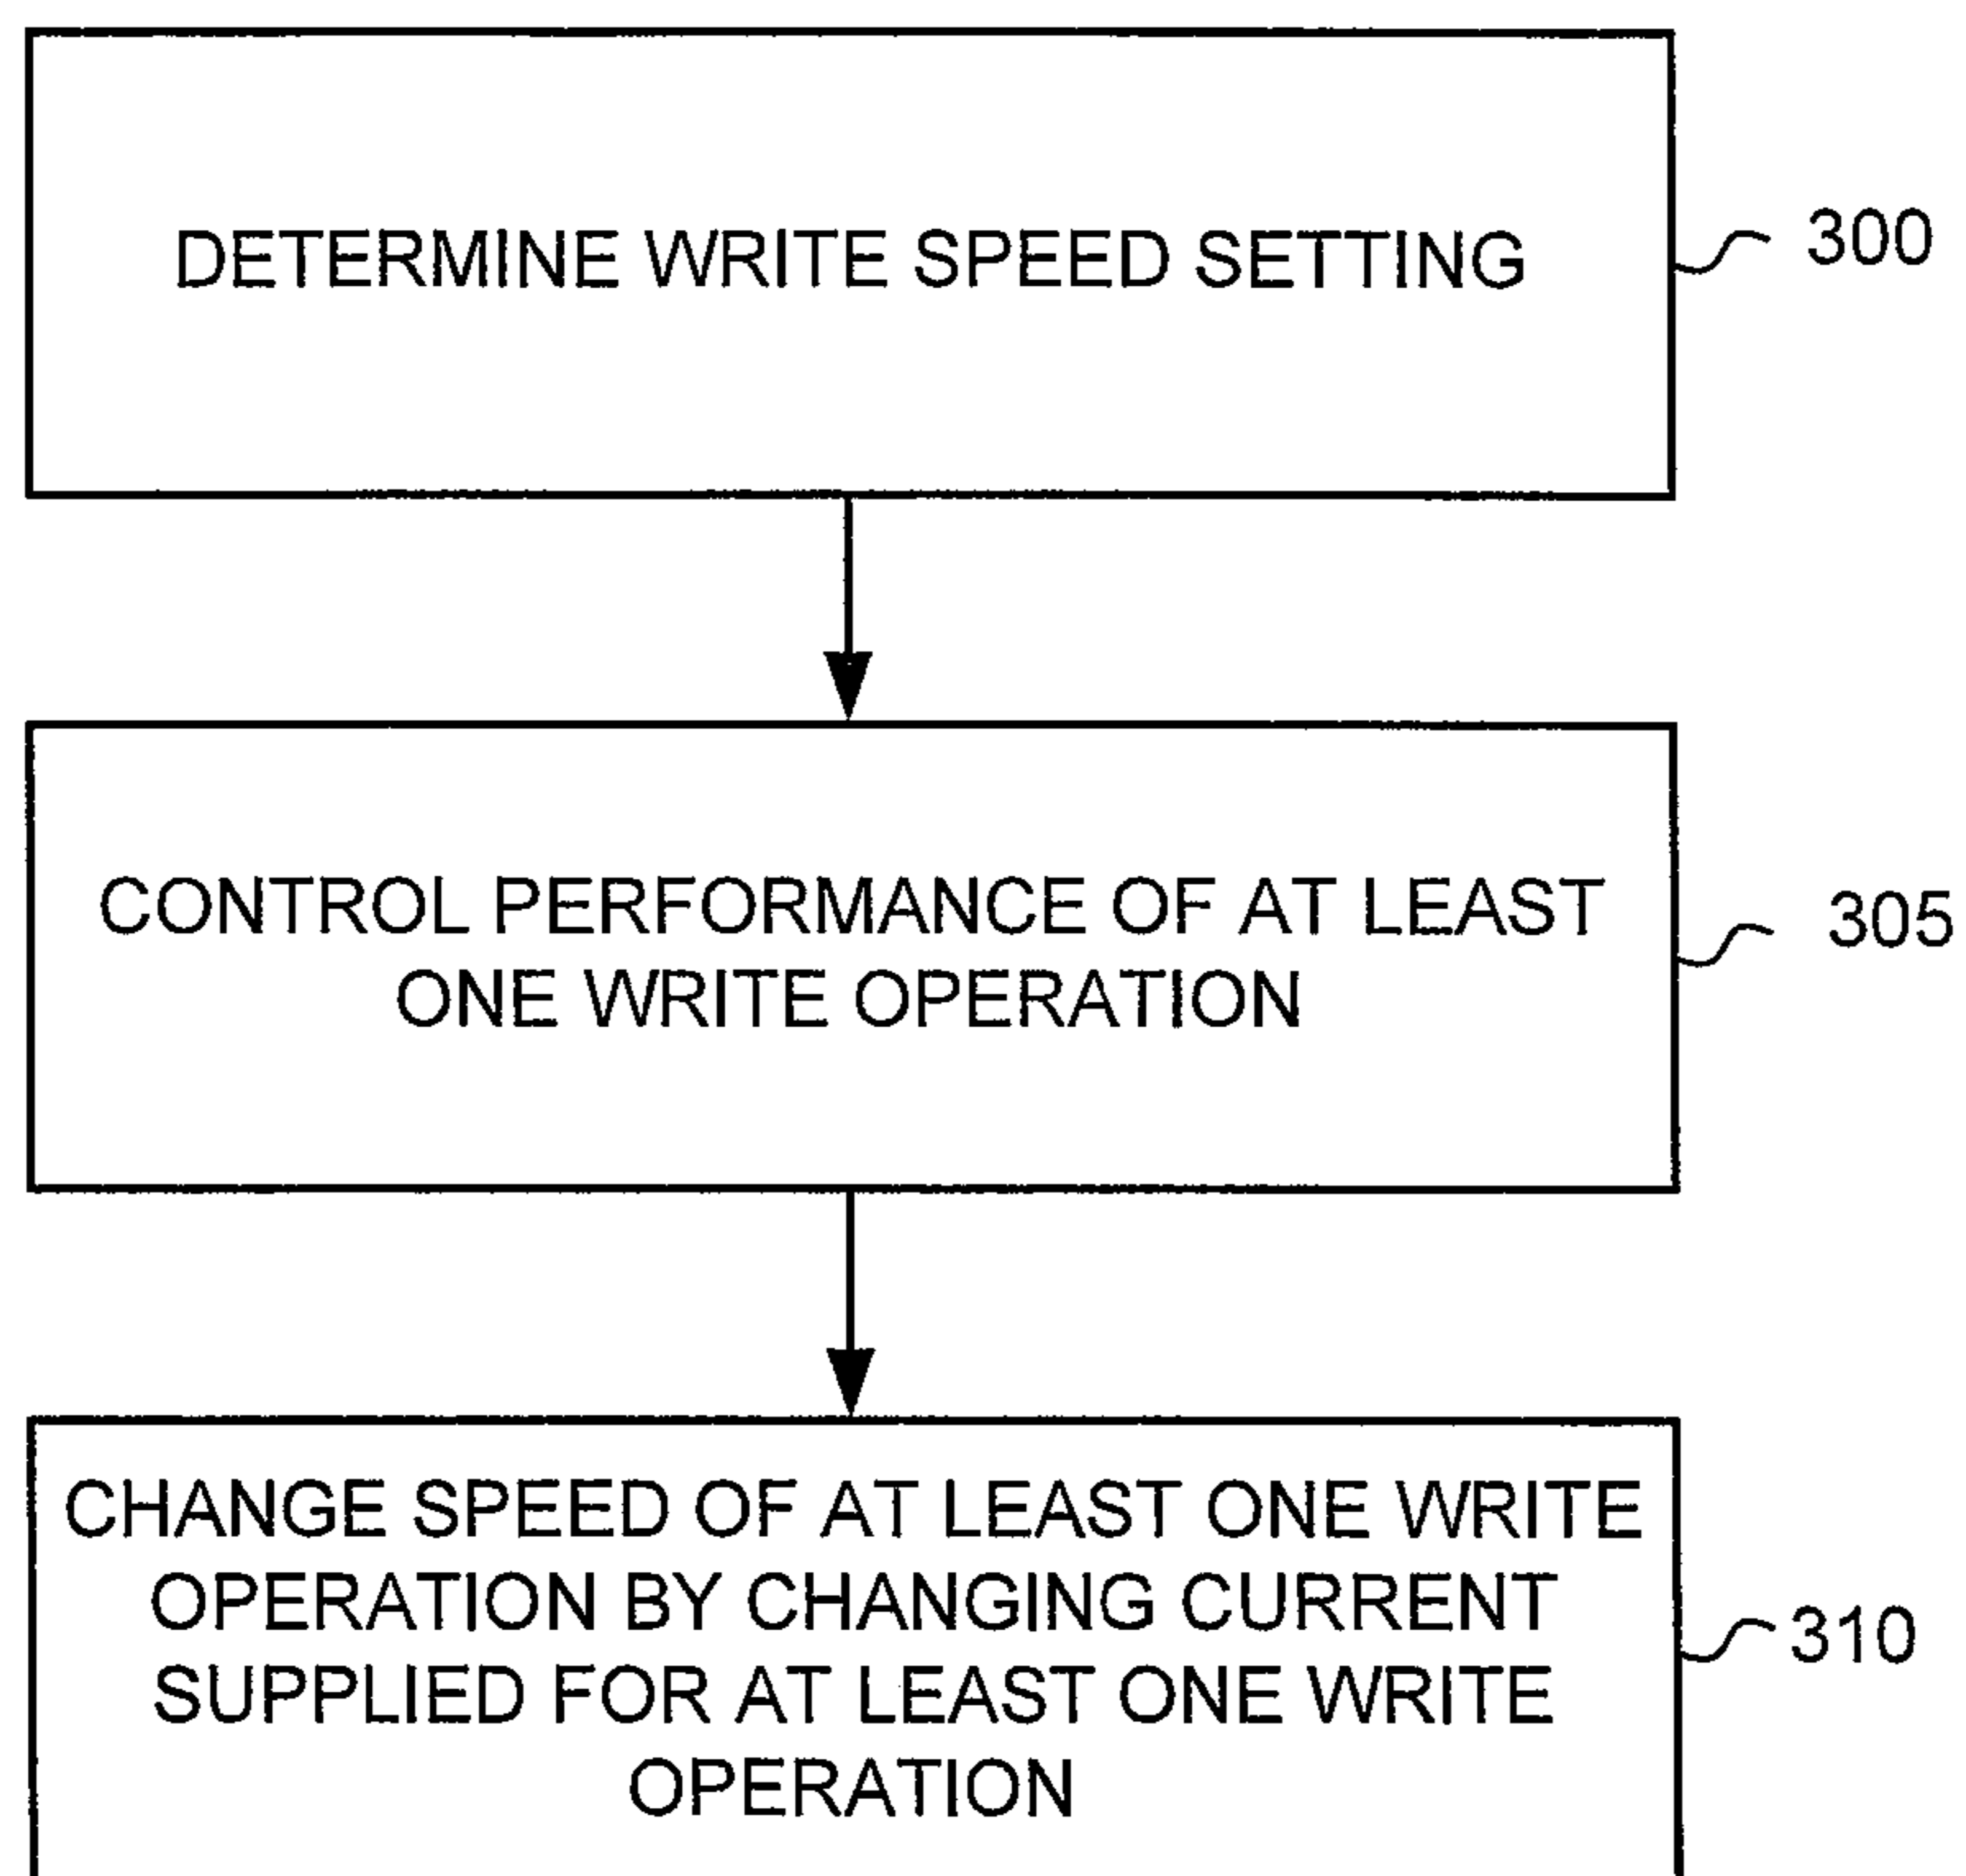 DETERMINE WRITE SPEED SETTING
300
CONTROL PERFORMANCE OF AT LEAST
ONE WRITE OPERATION
305
CHANGE SPEED OF AT LEAST ONE WRITE
OPERATION BY CHANGING CURRENT
SUPPLIED FOR AT LEAST ONE WRITE
OPERATION
310